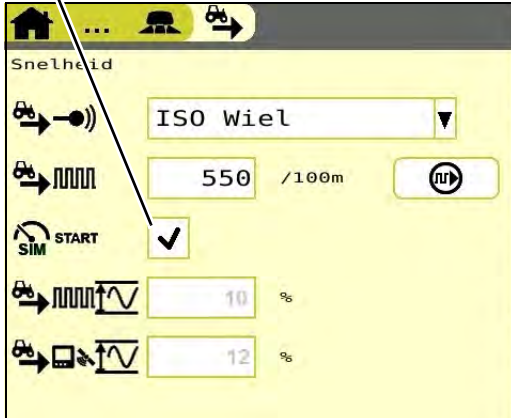 ...
Snelheid
ISO Wiel
550 /100m
SIM START
10 %
12 %